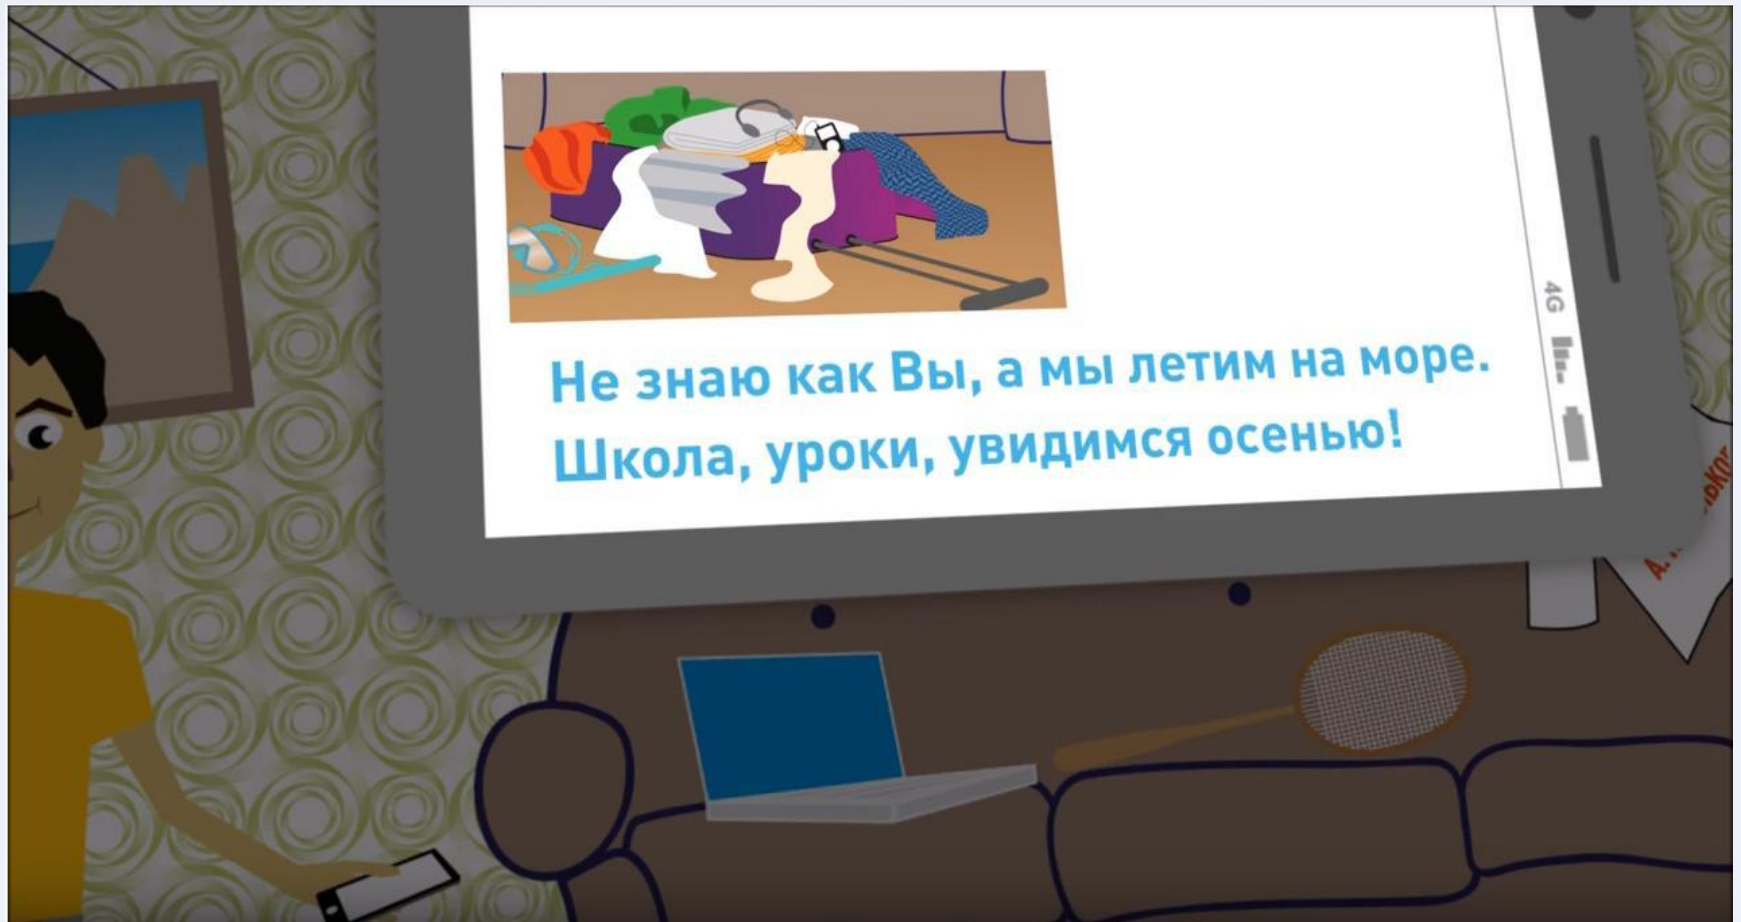 Не знаю как Вы, а мы летим на море.
Школа, уроки, увидимся осенью!
4G